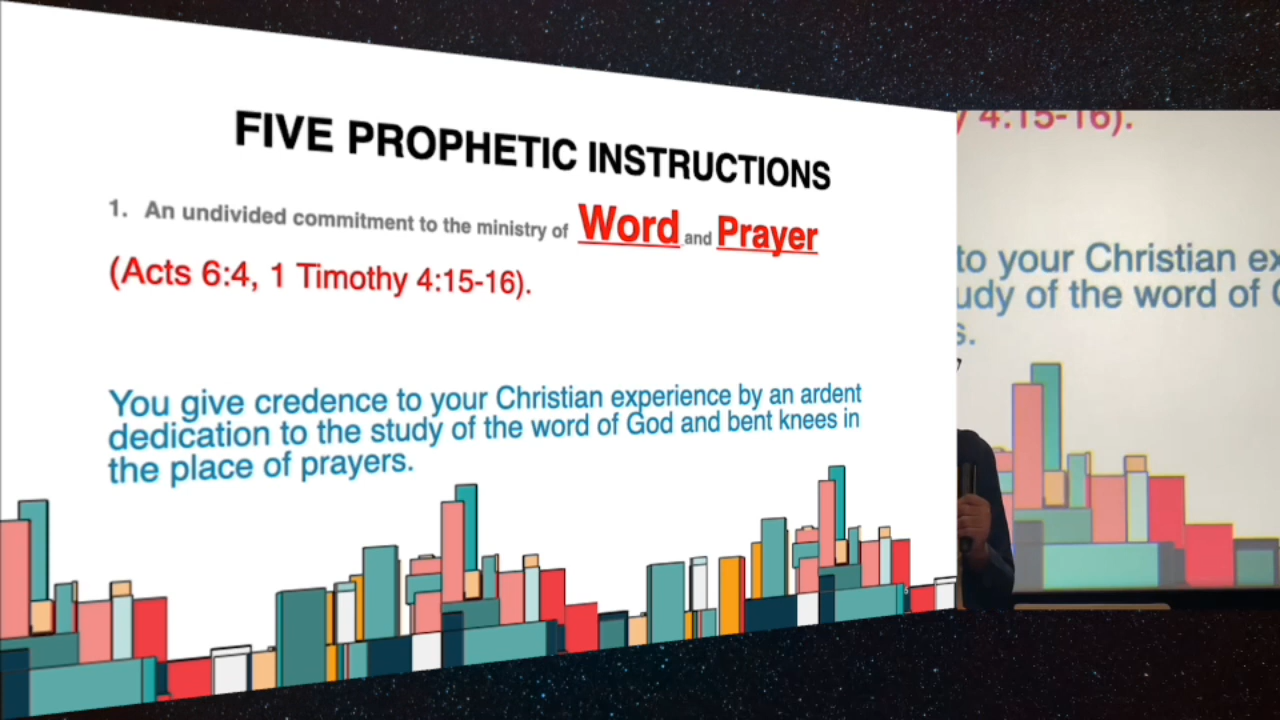 FIVE PROPHETIC INSTRUCTIONS
1. An undivided commitment to the ministry of Word and Prayer
(Acts 6:4, 1 Timothy 4:15-16).
You give credence to your Christian experience by an ardent
dedication to the study of the word of God and bent knees in
the place of prayers.
4:15-16).
to your Christian ex
udy of the word of G
s.